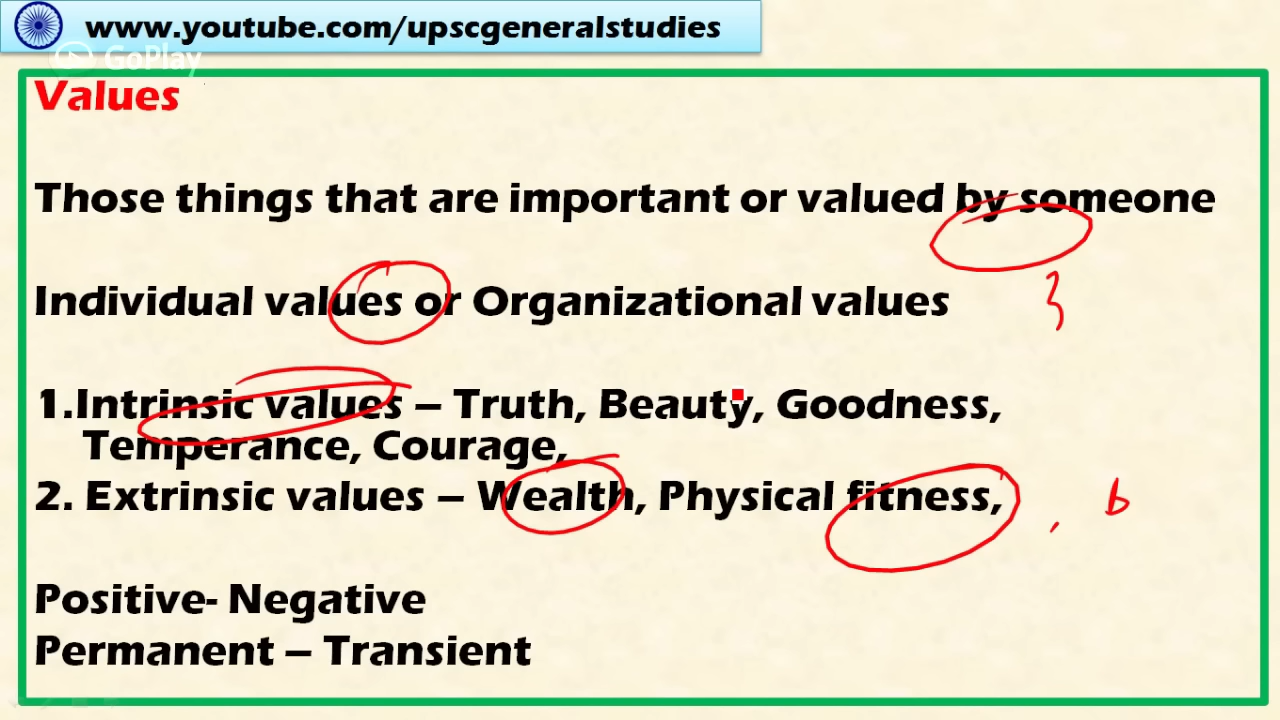 www.youtube.com/upscgeneralstudies
GoPlay
Values
Those things that are important or valued by someone
Individual values or Organizational values
1.Intrinsic values – Truth, Beauty, Goodness,
Temperance, Courage,
2. Extrinsic values – Wealth, Physical fitness,
b
Positive- Negative
Permanent – Transient